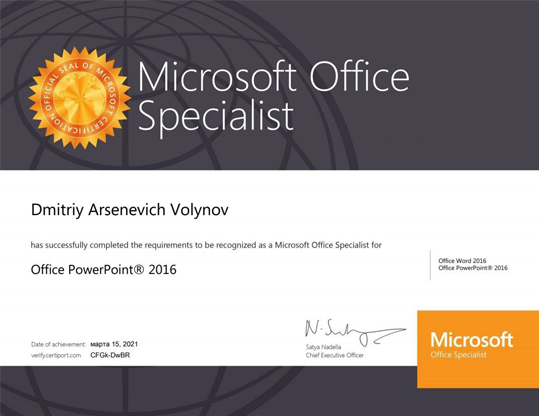 OFFICIAL SEAL OF MICROSOFT CERTIFICATION
Microsoft Office
Specialist
Dmitriy Arsenevich Volynov
has successfully completed the requirements to be recognized as a Microsoft Office Specialist for
Office PowerPoint® 2016
Office Word 2016
Office PowerPoint® 2016
Date of achievement: марта 15, 2021
verify.certiport.com CFGk-DwBR
Satya Nadella
Chief Executive Officer
Microsoft
Office Specialist